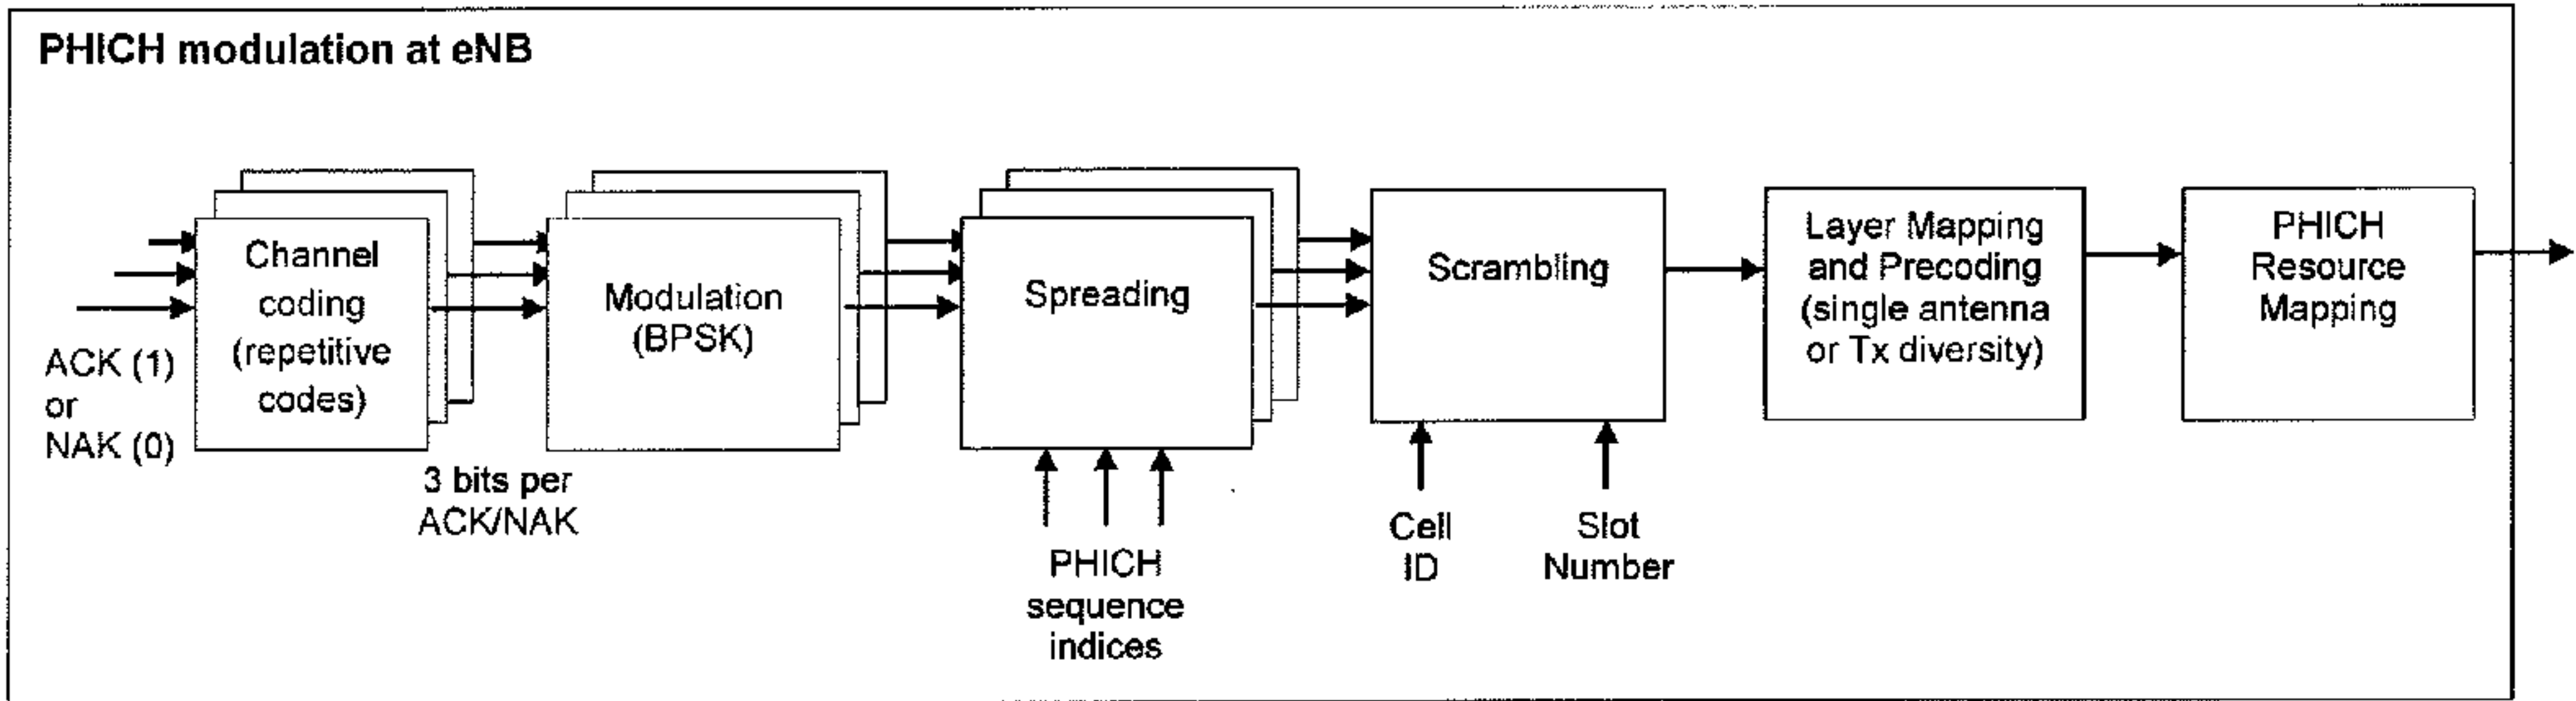 PHICH modulation at eNB
ACK (1)
or
NAK (0)
Channel
coding
(repetitive
codes)
3 bits per
ACK/NAK
Modulation
(BPSK)
Spreading
PHICH
sequence
indices
Scrambling
Cell
ID
Slot
Number
Layer Mapping
and Precoding
(single antenna
or Tx diversity)
PHICH
Resource
Mapping